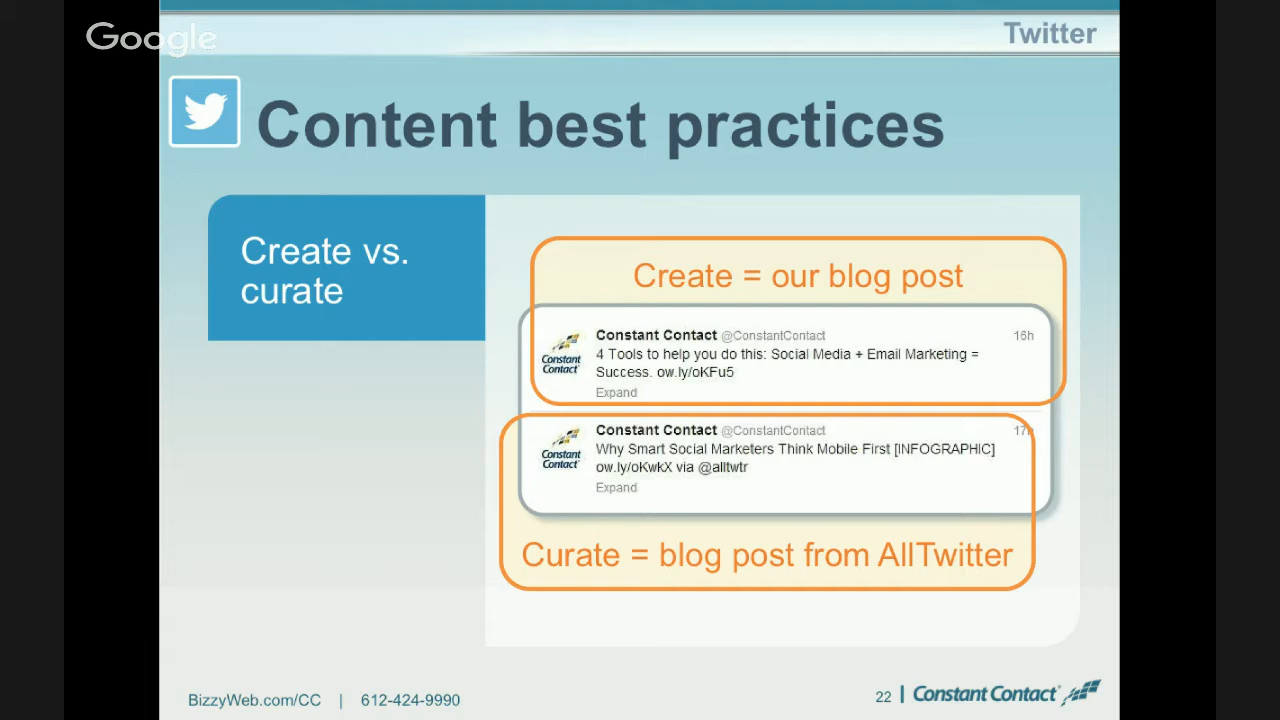 Google
Twitter
Content best practices
Create vs.
curate
Create = our blog post
Constant Contact @ConstantContact 16h
4 Tools to help you do this: Social Media + Email Marketing =
Success. ow.ly/oKFu5
Expand
Constant Contact
Constant Contact @ConstantContact 17h
Why Smart Social Marketers Think Mobile First [INFOGRAPHIC]
ow.ly/oKwkX via @alltwtr
Expand
Constant Contact
Curate = blog post from AllTwitter
BizzyWeb.com/CC | 612-424-9990
22 | Constant Contact